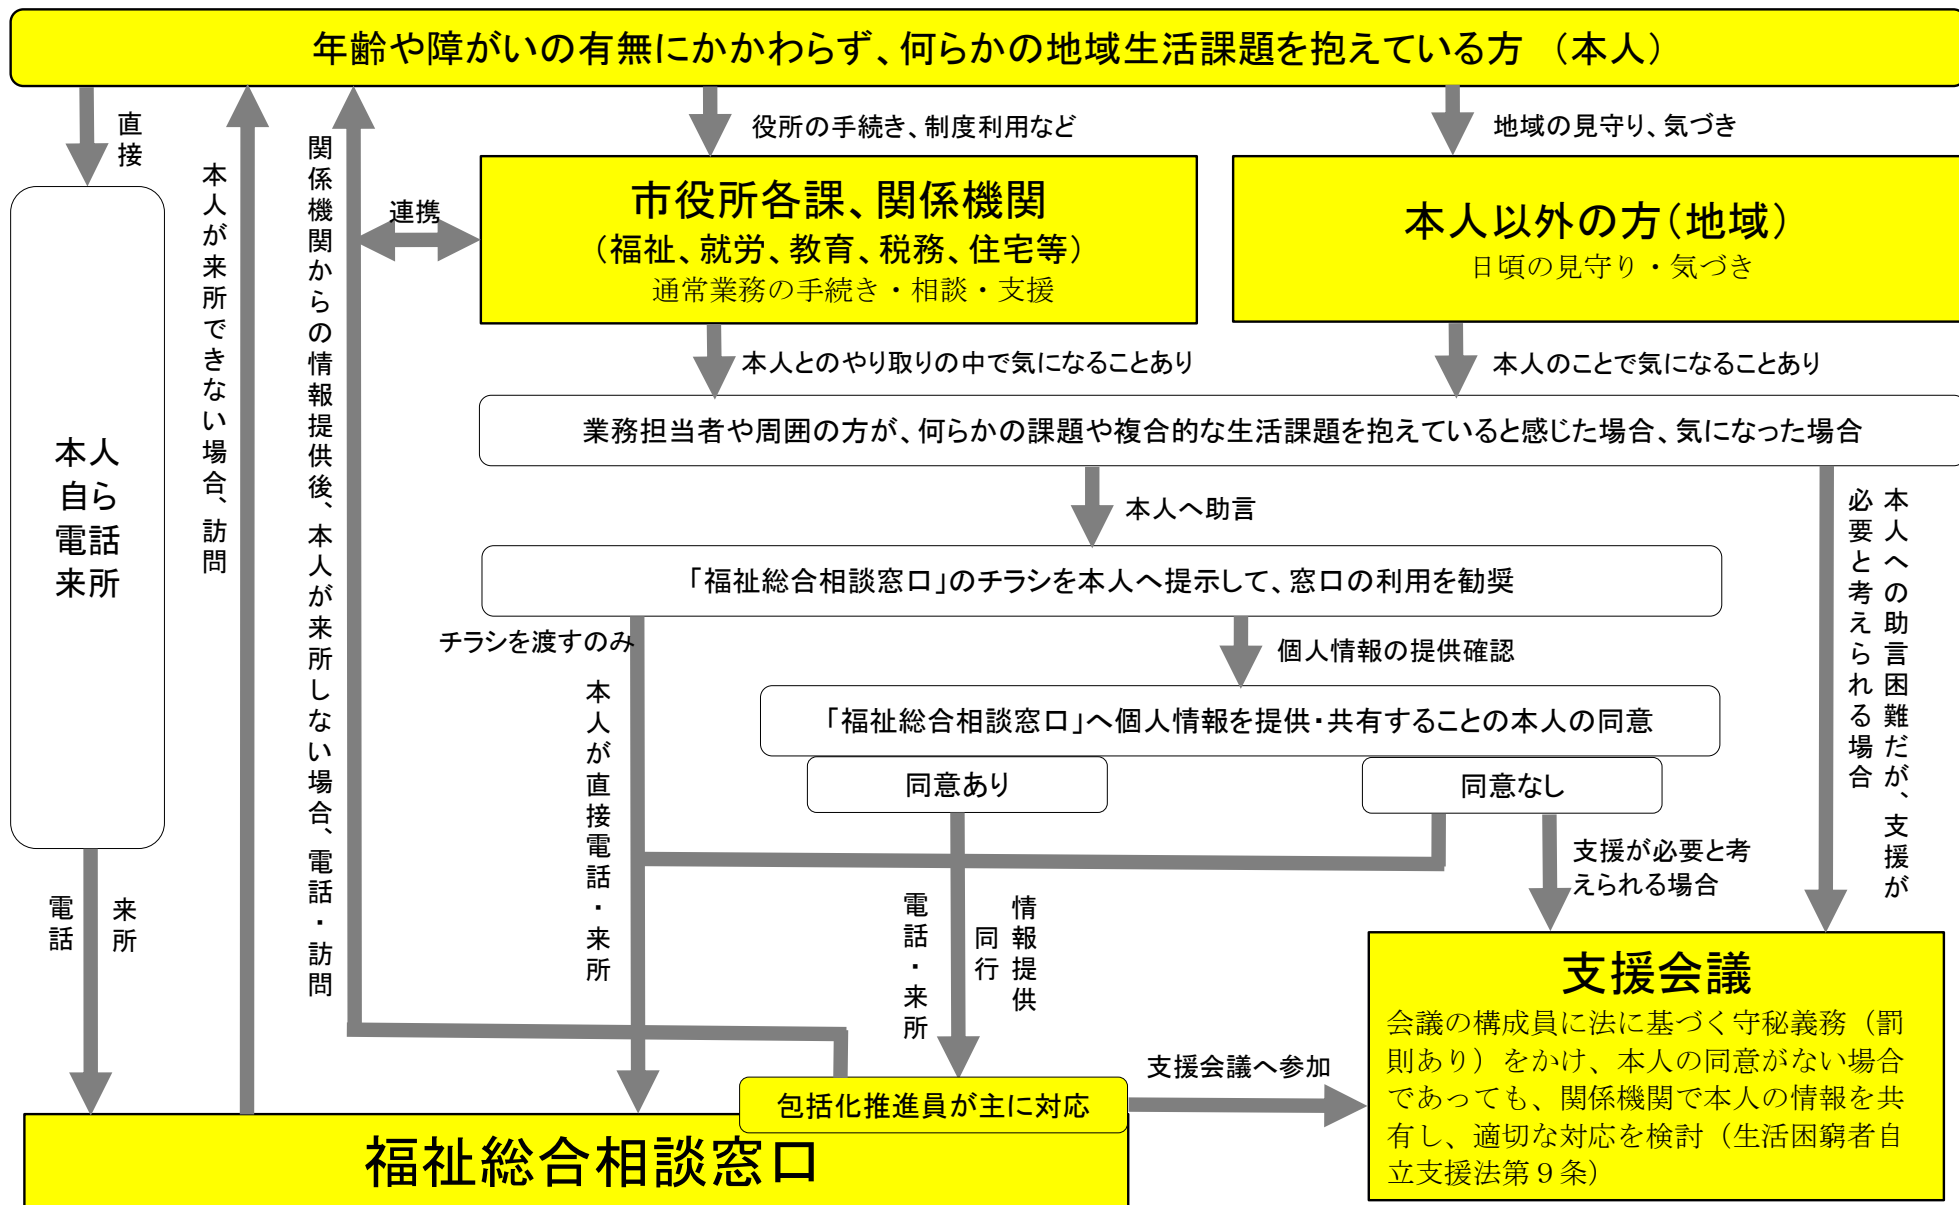 年齢や障がいの有無にかかわらず、何らかの地域生活課題を抱えている方　（本人）
直接
役所の手続き、制度利用など
地域の見守り、気づき
本人が来所できない場合、訪問
関係機関からの情報提供後、本人が来所しない場合、電話・訪問
連携
市役所各課、関係機関
（福祉、就労、教育、税務、住宅等）
通常業務の手続き・相談・支援
本人以外の方（地域）
日頃の見守り・気づき
本人とのやり取りの中で気になることあり
本人のことで気になることあり
業務担当者や周囲の方が、何らかの課題や複合的な生活課題を抱えていると感じた場合、気になった場合
本人
自ら
電話
来所
本人へ助言
本人への助言困難だが、支援が
必要と考えられる場合
「福祉総合相談窓口」のチラシを本人へ提示して、窓口の利用を勧奨
チラシを渡すのみ
個人情報の提供確認
本人が直接電話・来所
「福祉総合相談窓口」へ個人情報を提供・共有することの本人の同意
同意あり
同意なし
支援が必要と考
えられる場合
電話
来所
電話・来所
情報提供
同行
支援会議
会議の構成員に法に基づく守秘義務（罰
則あり）をかけ、本人の同意がない場合
であっても、関係機関で本人の情報を共
有し、適切な対応を検討（生活困窮者自
立支援法第９条）
支援会議へ参加
包括化推進員が主に対応
福祉総合相談窓口